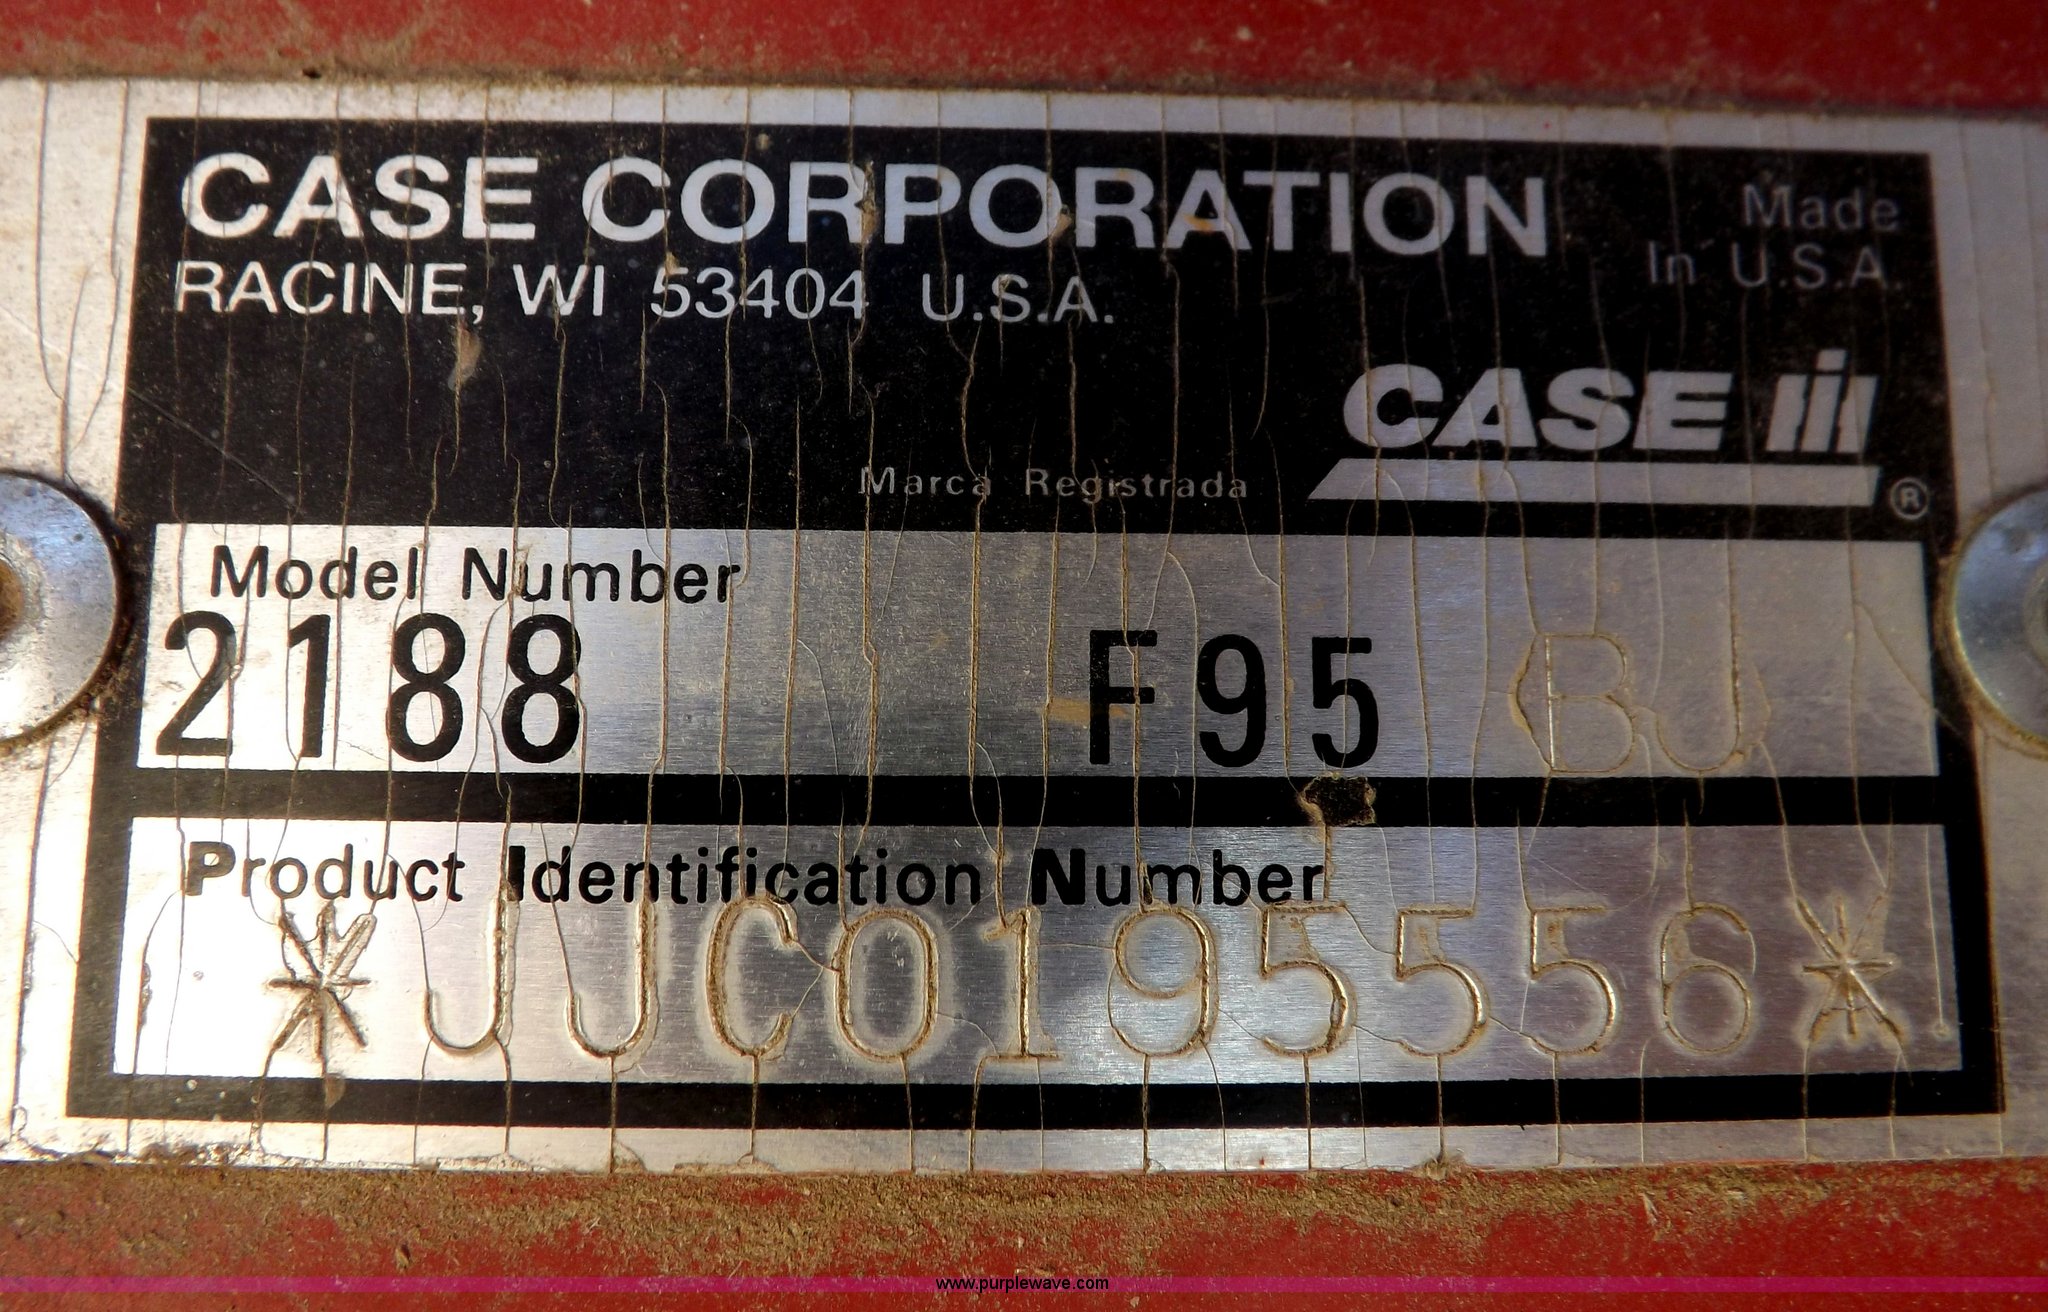 CASE CORPORATION
Made
In U.S.A.
RACINE, WI 53404 U.S.A.
CASE IH
Marca Registrada ®
Model Number
2188 F95 BJ
Product Identification Number
*JJC0195556*
www.purplewave.com